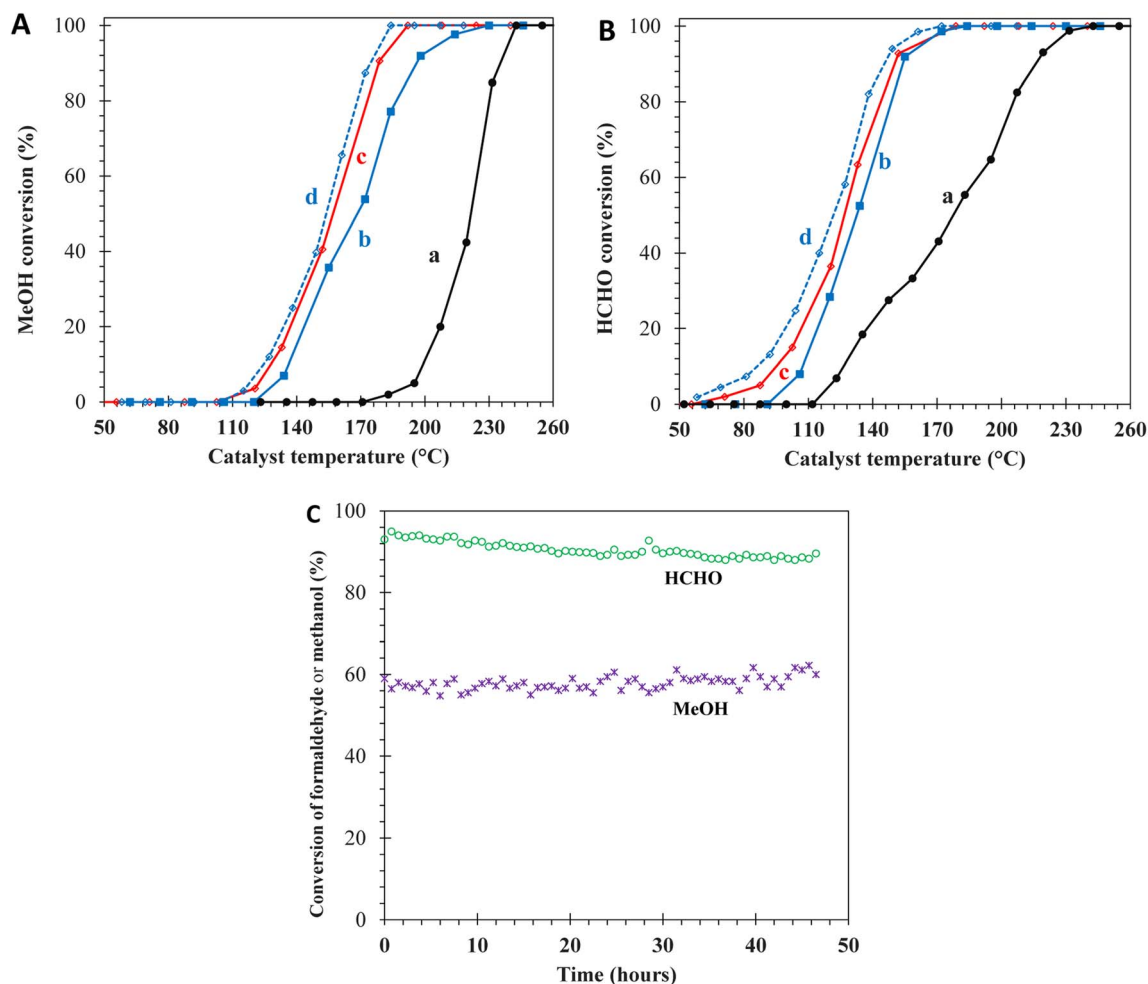 A
MeOH conversion (%)
100
80
60
40
20
0
50 80 110 140 170 200 230 260
Catalyst temperature (°C)
d
c
b
a
B
HCHO conversion (%)
100
80
60
40
20
0
50 80 110 140 170 200 230 260
Catalyst temperature (°C)
d
c
b
a
C
Conversion of formaldehyde or methanol (%)
100
80
60
40
20
0
0 10 20 30 40 50
Time (hours)
HCHO
MeOH